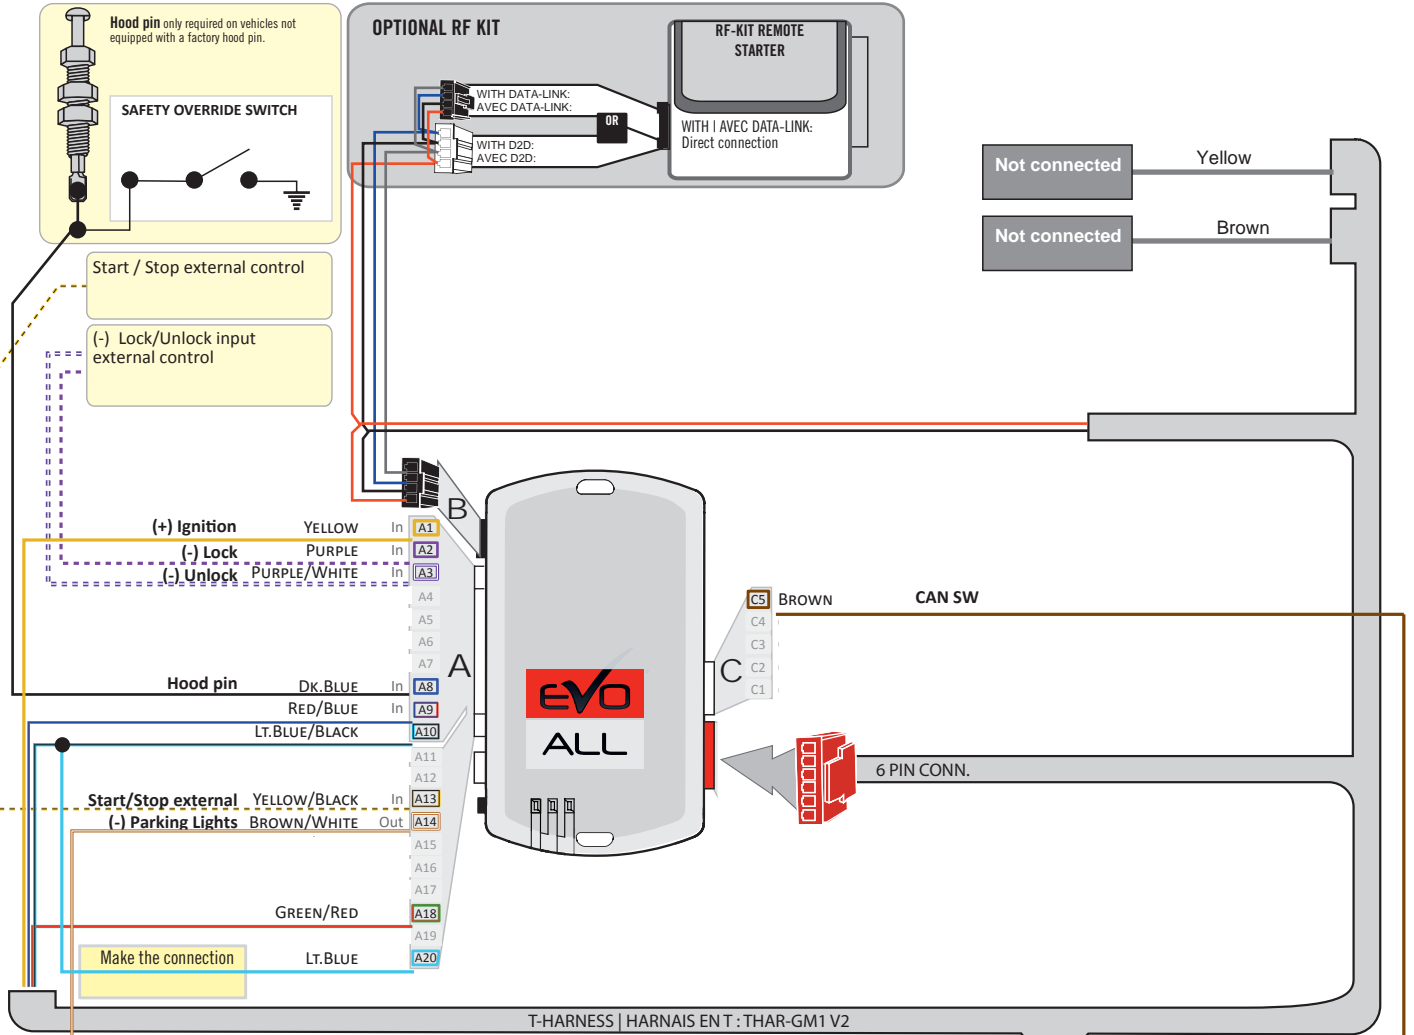 Hood pin only required on vehicles not
equipped with a factory hood pin.
SAFETY OVERRIDE SWITCH
OPTIONAL RF KIT
RF-KIT REMOTE
STARTER
WITH DATA-LINK:
AVEC DATA-LINK:
OR
WITH D2D:
AVEC D2D:
WITH | AVEC DATA-LINK:
Direct connection
Not connected
Yellow
Not connected
Brown
Start / Stop external control
(-) Lock/Unlock input
external control
B
(+) Ignition YELLOW In A1
(-) Lock PURPLE In A2
(-) Unlock PURPLE/WHITE In A3
A4
A5
A6
A7
Hood pin DK.BLUE In A8
RED/BLUE In A9
LT.BLUE/BLACK A10
A11
A12
Start/Stop external YELLOW/BLACK In A13
(-) Parking Lights BROWN/WHITE Out A14
A15
A16
A17
GREEN/RED A18
A19
LT.BLUE A20
A
Make the connection
EVO
ALL
C
C5 BROWN CAN SW
C4
C3
C2
C1
6 PIN CONN.
T-HARNESS | HARNAIS EN T : THAR-GM1 V2